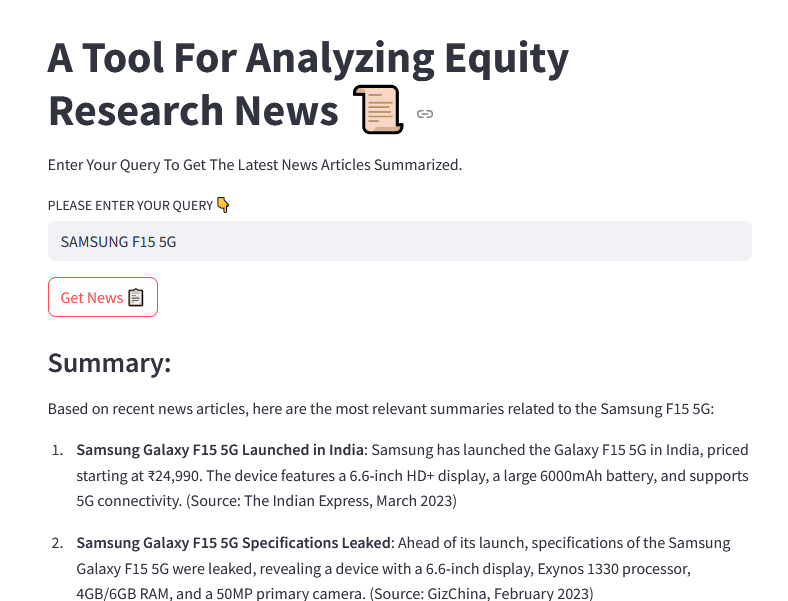 A Tool For Analyzing Equity
Research News 📜
Enter Your Query To Get The Latest News Articles Summarized.
PLEASE ENTER YOUR QUERY 👇
SAMSUNG F15 5G
Get News 📋
Summary:
Based on recent news articles, here are the most relevant summaries related to the Samsung F15 5G:
1. Samsung Galaxy F15 5G Launched in India: Samsung has launched the Galaxy F15 5G in India, priced
starting at ₹24,990. The device features a 6.6-inch HD+ display, a large 6000mAh battery, and supports
5G connectivity. (Source: The Indian Express, March 2023)
2. Samsung Galaxy F15 5G Specifications Leaked: Ahead of its launch, specifications of the Samsung
Galaxy F15 5G were leaked, revealing a device with a 6.6-inch display, Exynos 1330 processor,
4GB/6GB RAM, and a 50MP primary camera. (Source: GizChina, February 2023)